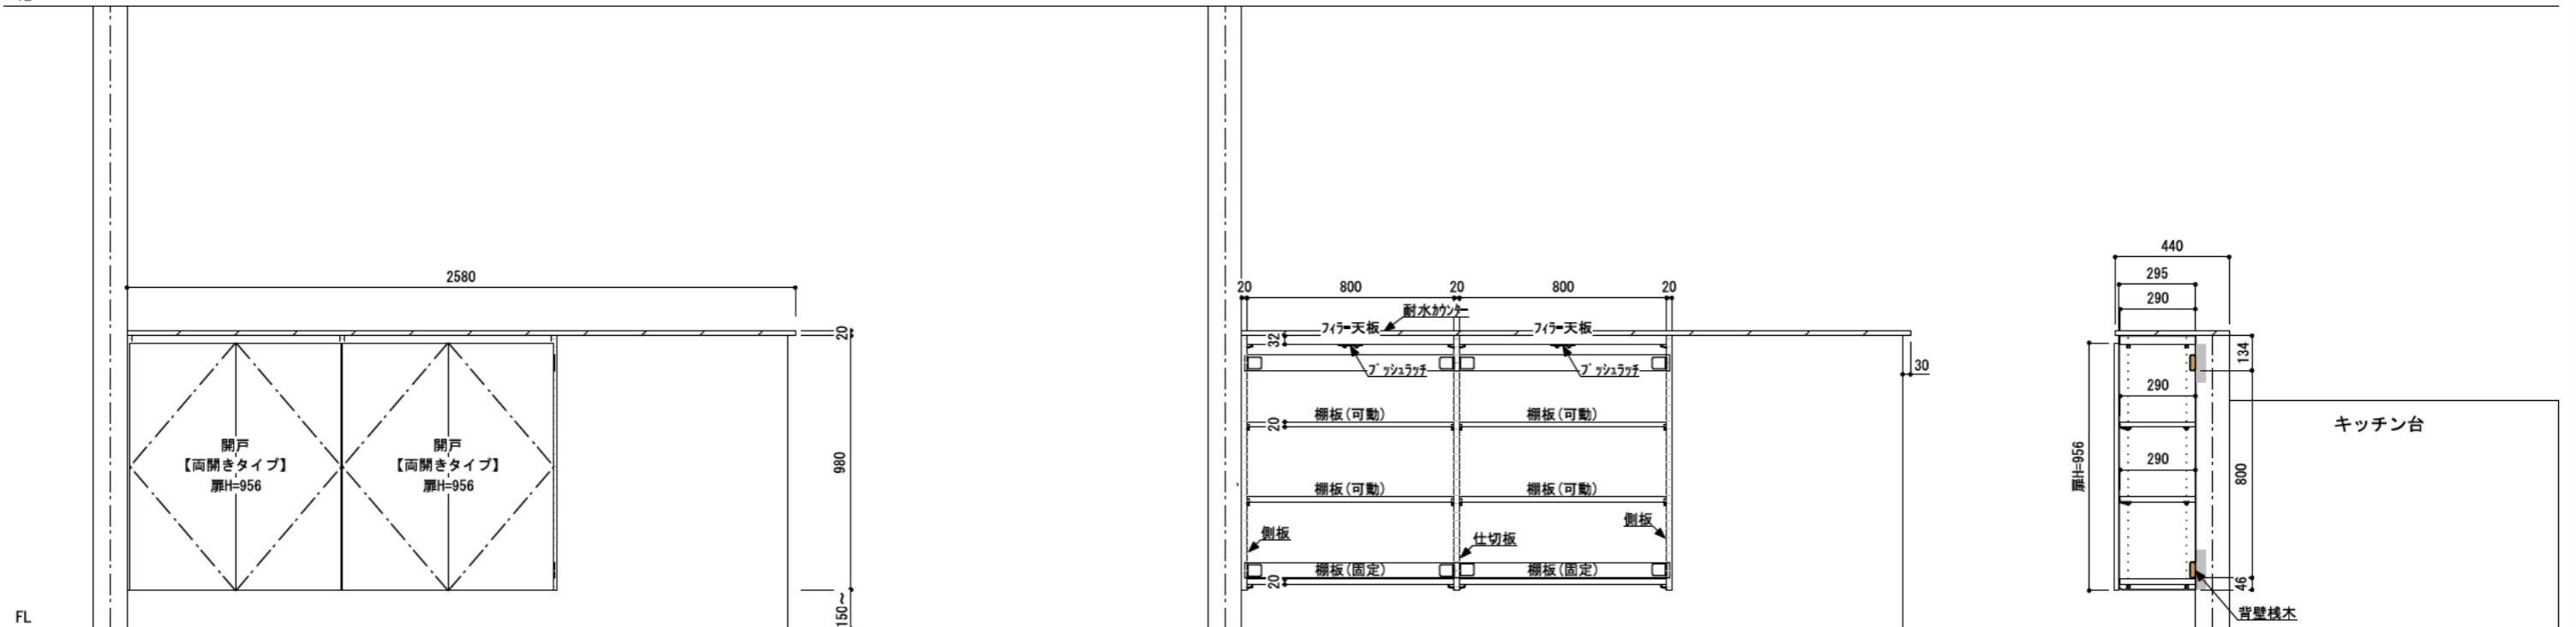 2580
20
開戸
【両開きタイプ】
扉H=956
開戸
【両開きタイプ】
扉H=956
980
150~
FL
20
800
20
800
20
耐水ｶｳﾝﾀｰ
ﾌｨﾗｰ天板
ﾌｨﾗｰ天板
32
ﾌﾟｯｼｭﾗｯﾁ
ﾌﾟｯｼｭﾗｯﾁ
30
棚板(可動)
棚板(可動)
20
棚板(可動)
棚板(可動)
側板
仕切板
側板
棚板(固定)
棚板(固定)
20
440
295
290
134
290
キッチン台
扉H=956
290
800
46
背壁桟木